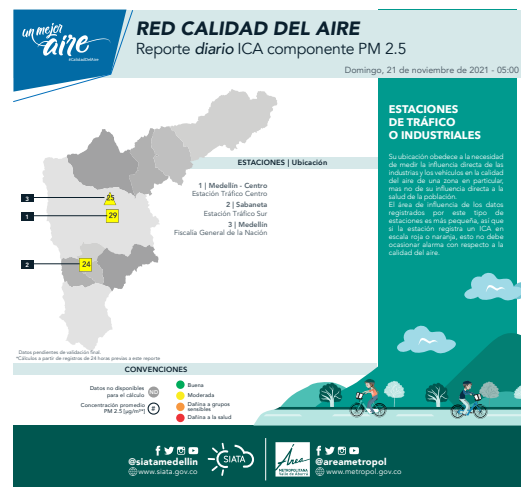 un mejor
aire
#CalidadDelAire
RED CALIDAD DEL AIRE
Reporte diario ICA componente PM 2.5
Domingo, 21 de noviembre de 2021 - 05:00
ESTACIONES
DE TRÁFICO
O INDUSTRIALES
Su ubicación obedece a la necesidad
de medir la influencia directa de las
industrias y los vehículos en la calidad
del aire de una zona en particular,
mas no de su influencia directa a la
salud de la población.
El área de influencia de los datos
registrados por este tipo de
estaciones es más pequeña, así que
si la estación registra un ICA en
escala roja o naranja, esto no debe
ocasionar alarma con respecto a la
calidad del aire.
ESTACIONES | Ubicación
1 | Medellín - Centro
Estación Tráfico Centro
2 | Sabaneta
Estación Tráfico Sur
3 | Medellín
Fiscalía General de la Nación
3
25
1
29
2
24
Datos pendientes de validación final.
*Cálculos a partir de registros de 24 horas previas a este reporte
CONVENCIONES
Datos no disponibles
para el cálculo
Concentración promedio
PM 2.5 [µg/m³*]
#
Buena
Moderada
Dañina a grupos
sensibles
Dañina a la salud
@siatamedellin
www.siata.gov.co
SIATA
Área
METROPOLITANA
Valle de Aburrá
@areametropol
www.metropol.gov.co